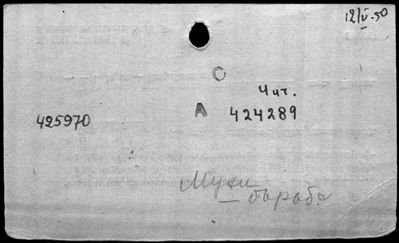 12/V.50
О
Чит.
А 424289
425970
Мухи
— борьба